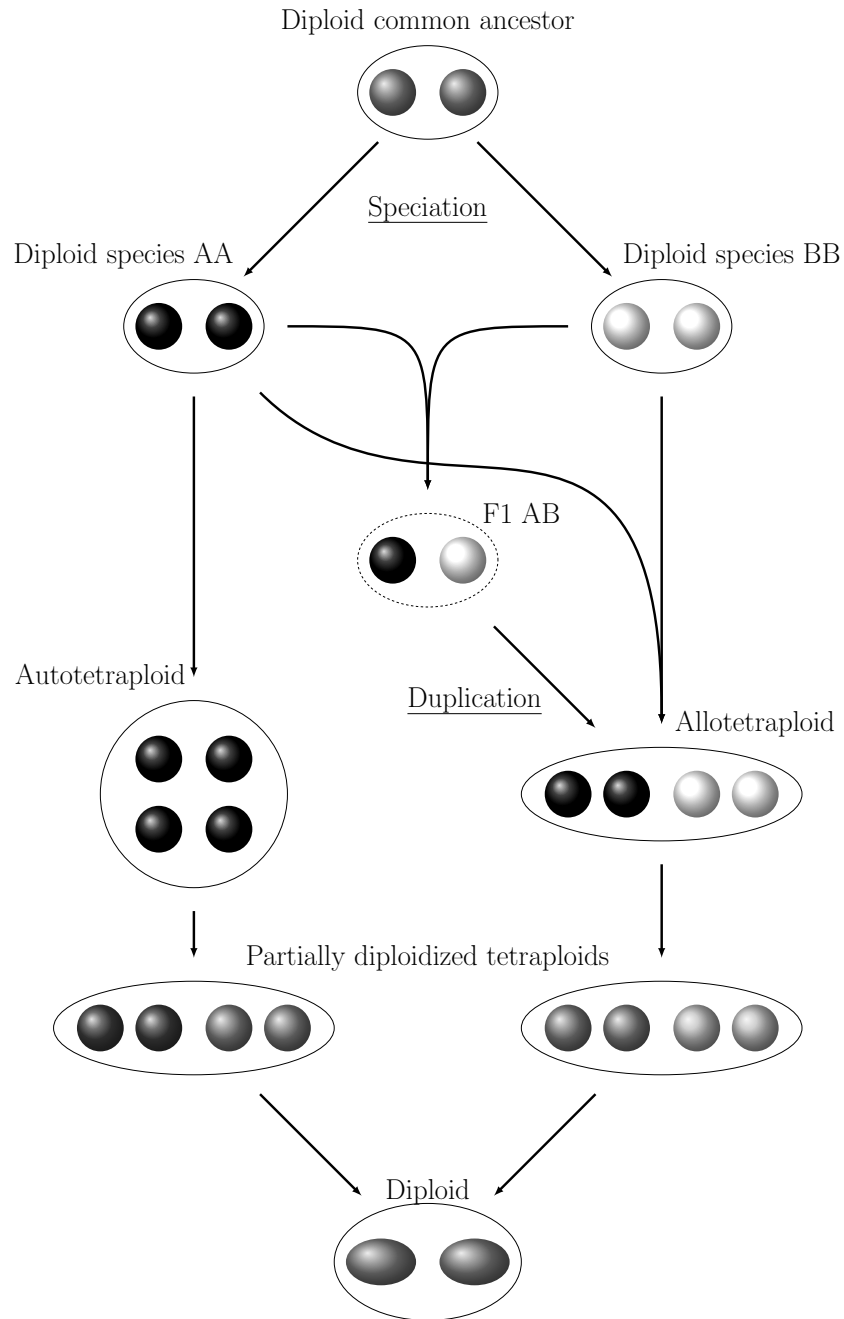 Diploid common ancestor
Speciation
Diploid species AA
Diploid species BB
F1 AB
Autotetraploid
Duplication
Allotetraploid
Partially diploidized tetraploids
Diploid